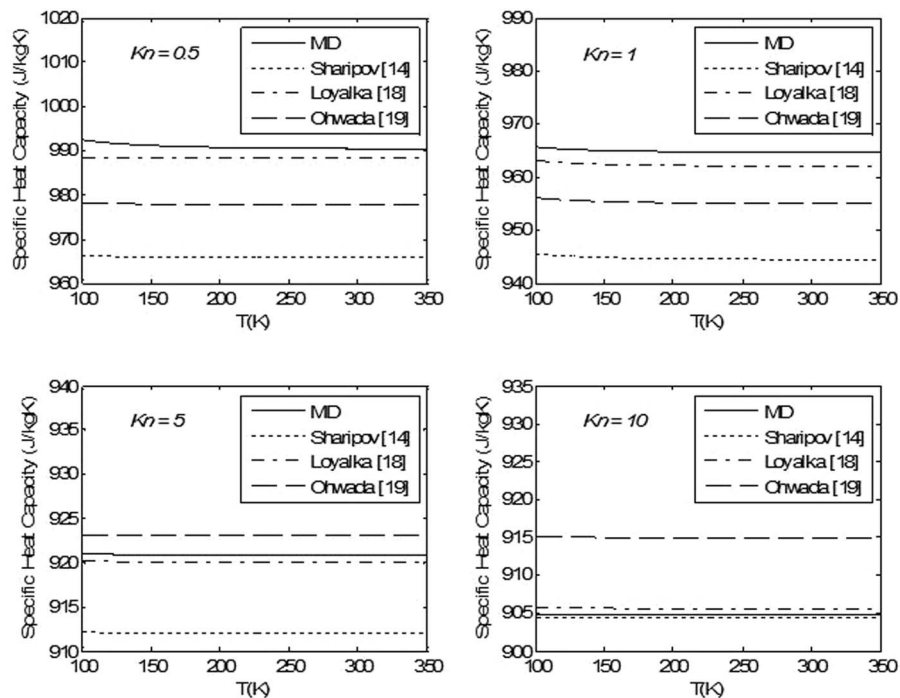 Kn = 0.5
MD
Sharipov [14]
Loyalka [18]
Ohwada [19]
Specific Heat Capacity (J/kgK)
1020
1010
1000
990
980
970
960
100 150 200 250 300 350
T(K)
Kn = 1
MD
Sharipov [14]
Loyalka [18]
Ohwada [19]
Specific Heat Capacity (J/kgK)
990
980
970
960
950
940
100 150 200 250 300 350
T(K)
Kn = 5
MD
Sharipov [14]
Loyalka [18]
Ohwada [19]
Specific Heat Capacity (J/kgK)
940
935
930
925
920
915
910
100 150 200 250 300 350
T(K)
Kn = 10
MD
Sharipov [14]
Loyalka [18]
Ohwada [19]
Specific Heat Capacity (J/kgK)
935
930
925
920
915
910
905
900
100 150 200 250 300 350
T(K)